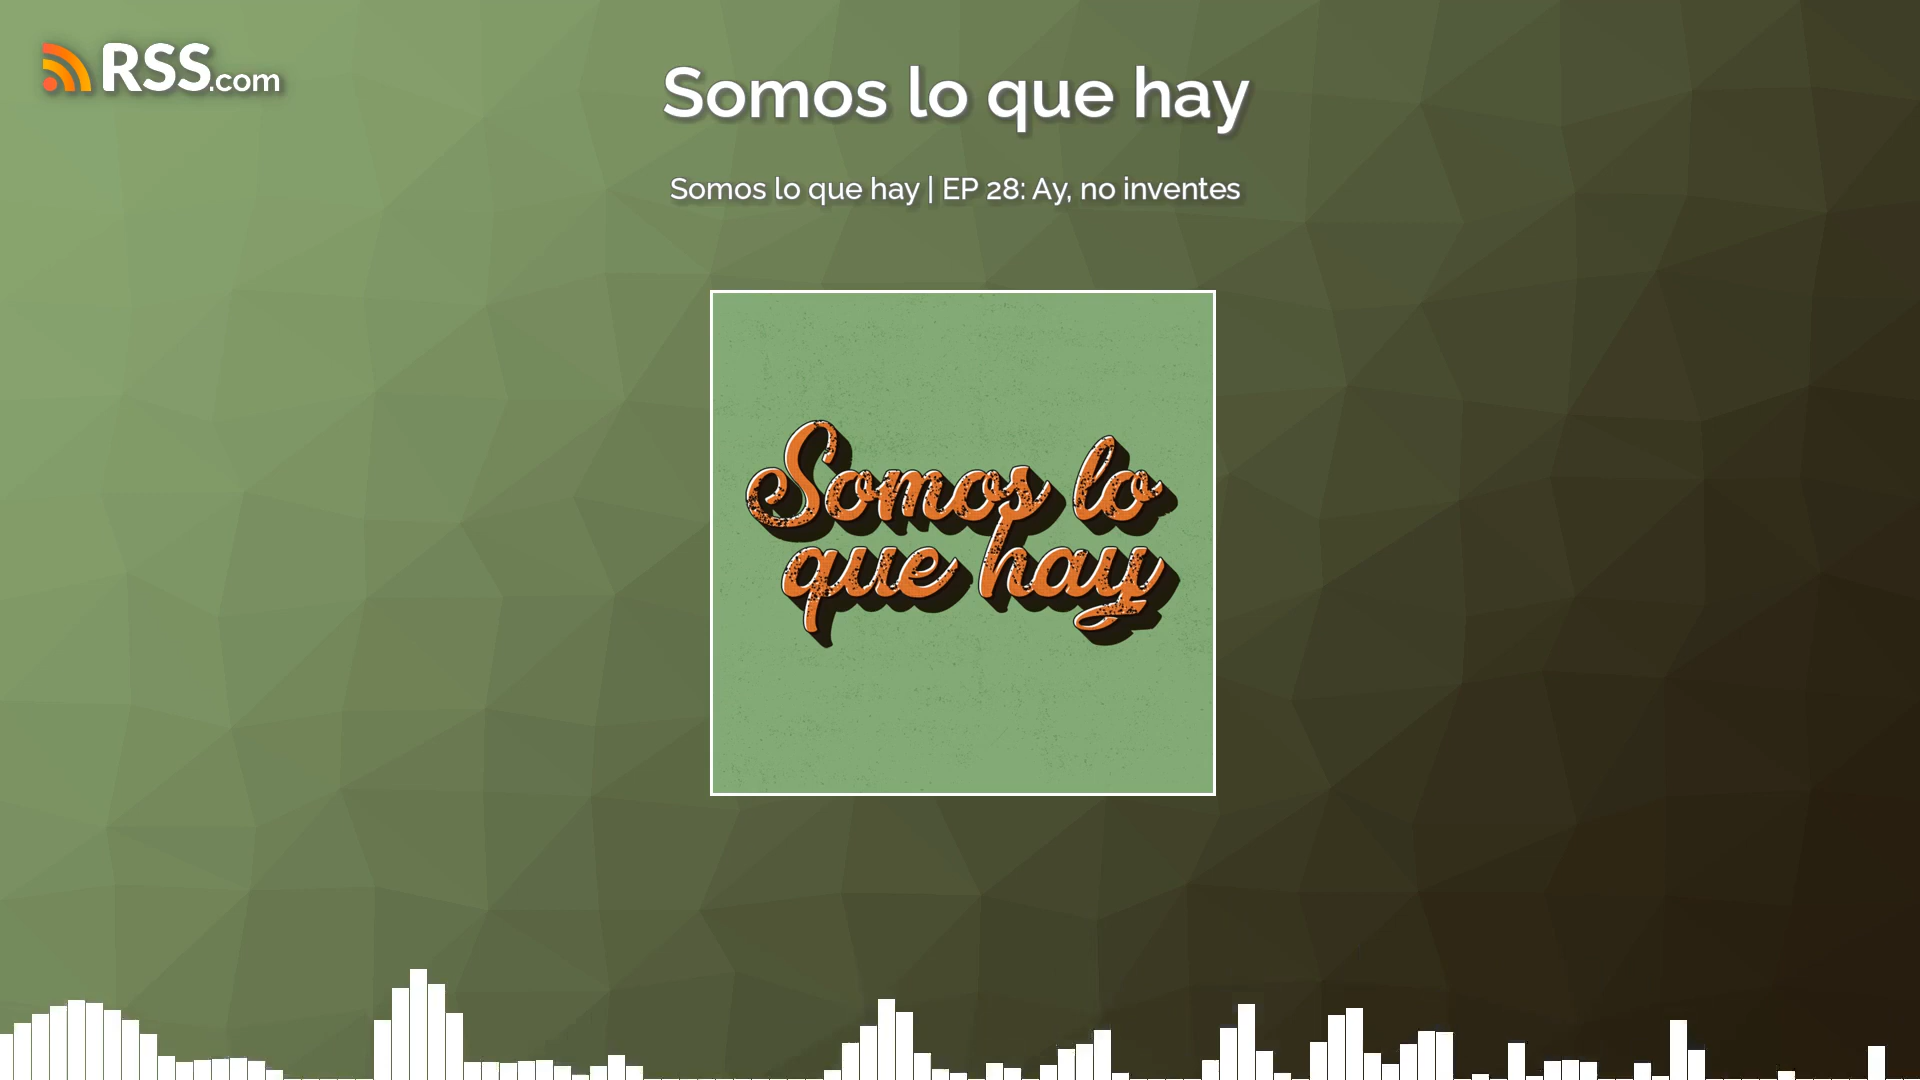 RSS.com
Somos lo que hay
Somos lo que hay | EP 28: Ay, no inventes
Somos lo
que hay